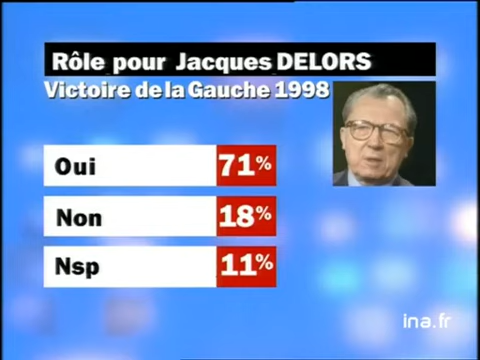 Rôle pour Jacques DELORS
Victoire de la Gauche 1998
Oui 71%
Non 18%
Nsp 11%
ina.fr